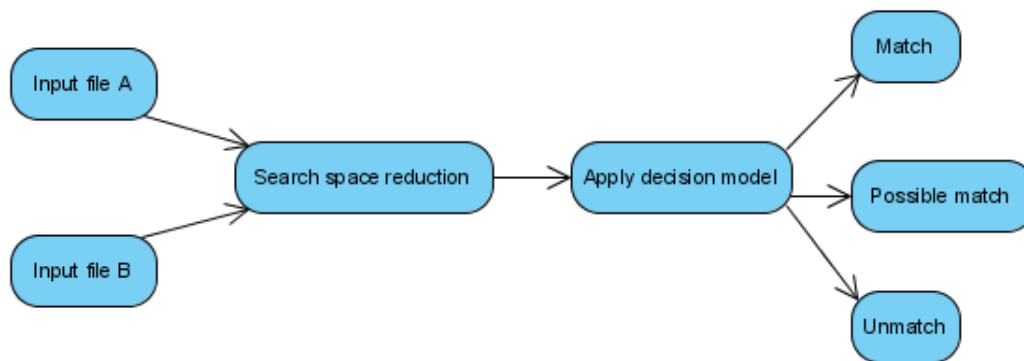 Input file A
Input file B
Search space reduction
Apply decision model
Match
Possible match
Unmatch